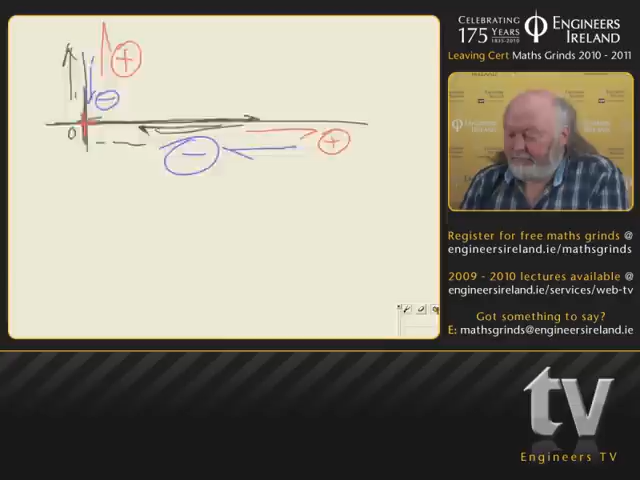 CELEBRATING
175 YEARS
1835-2010
ENGINEERS
IRELAND
Leaving Cert Maths Grinds 2010 - 2011
+
−
0
−
+
Register for free maths grinds @
engineersireland.ie/mathsgrinds
2009 - 2010 lectures available @
engineersireland.ie/services/web-tv
Got something to say?
E: mathsgrinds@engineersireland.ie
tv
Engineers TV